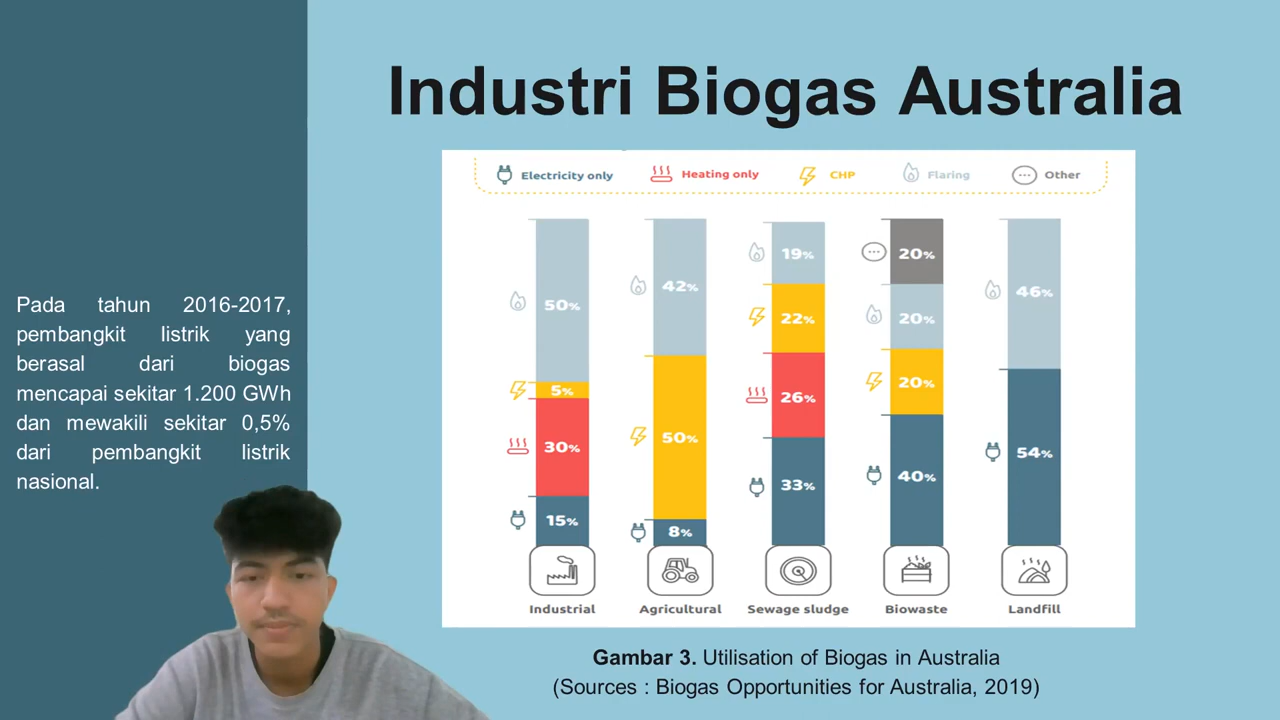 Industri Biogas Australia
Pada tahun 2016-2017,
pembangkit listrik yang
berasal dari biogas
mencapai sekitar 1.200 GWh
dan mewakili sekitar 0,5%
dari pembangkit listrik
nasional.
Electricity only Heating only CHP Flaring Other
50%
5%
30%
15%
Industrial
42%
50%
8%
Agricultural
19%
22%
26%
33%
Sewage sludge
20%
20%
20%
40%
Biowaste
46%
54%
Landfill
Gambar 3. Utilisation of Biogas in Australia
(Sources : Biogas Opportunities for Australia, 2019)